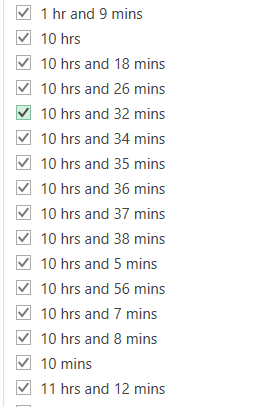 1 hr and 9 mins
10 hrs
10 hrs and 18 mins
10 hrs and 26 mins
10 hrs and 32 mins
10 hrs and 34 mins
10 hrs and 35 mins
10 hrs and 36 mins
10 hrs and 37 mins
10 hrs and 38 mins
10 hrs and 5 mins
10 hrs and 56 mins
10 hrs and 7 mins
10 hrs and 8 mins
10 mins
11 hrs and 12 mins